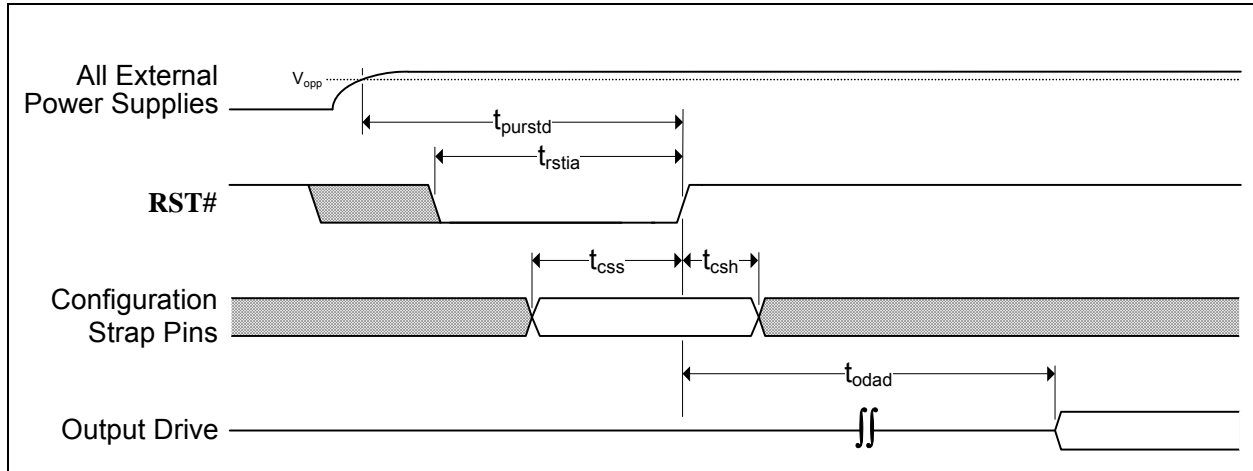 All External
Power Supplies
Vopp
tpurstd
trstia
RST#
tcss
tcsh
Configuration
Strap Pins
todad
Output Drive